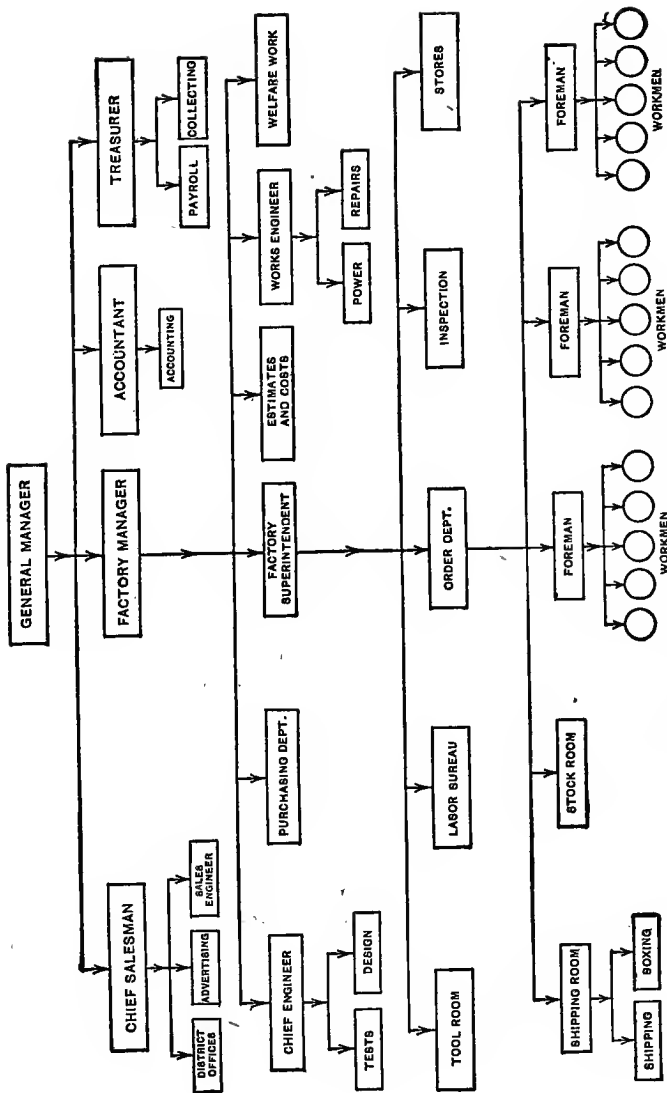 GENERAL MANAGER
CHIEF SALESMAN
FACTORY MANAGER
ACCOUNTANT
TREASURER
DISTRICT
OFFICES
ADVERTISING
SALES
ENGINEER
ACCOUNTING
PAYROLL
COLLECTING
CHIEF ENGINEER
PURCHASING DEPT.
FACTORY
SUPERINTENDENT
ESTIMATES
AND COSTS
WORKS ENGINEER
WELFARE WORK
TESTS
DESIGN
POWER
REPAIRS
TOOL ROOM
LABOR BUREAU
ORDER DEPT.
INSPECTION
STORES
SHIPPING ROOM
STOCK ROOM
FOREMAN
FOREMAN
FOREMAN
SHIPPING
BOXING
WORKMEN
WORKMEN
WORKMEN